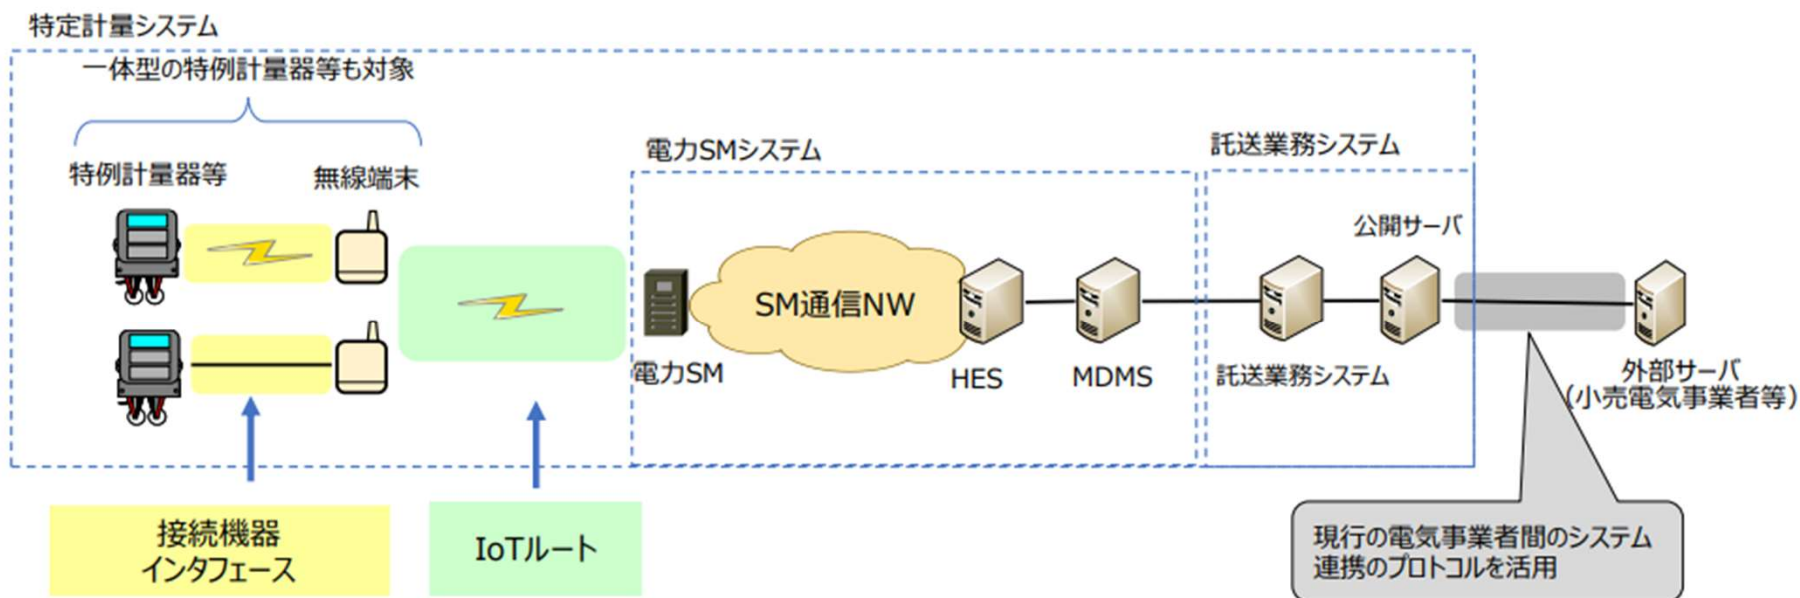 特定計量システム
一体型の特例計量器等も対象
特例計量器等
無線端末
電力SMシステム
託送業務システム
公開サーバ
SM通信NW
電力SM
HES
MDMS
託送業務システム
外部サーバ
(小売電気事業者等)
接続機器
インタフェース
IoTルート
現行の電気事業者間のシステム
連携のプロトコルを活用